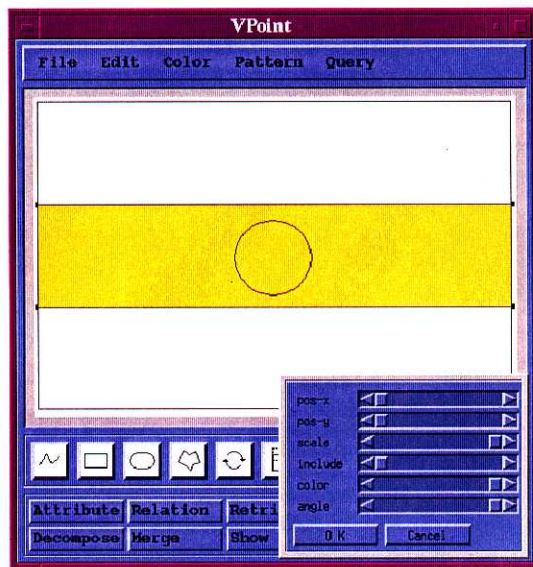 VPoint
File Edit Color Pattern Query
pos-x
pos-y
scale
include
color
angle
OK Cancel
Attribute Relation Retri
Decompose Merge Show